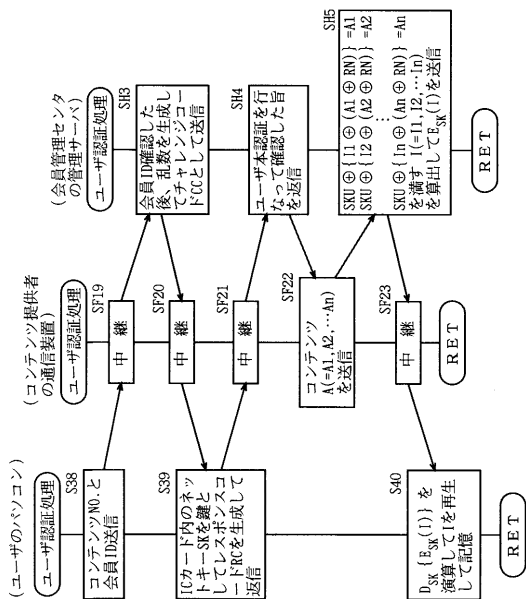 (ユーザのパソコン)
ユーザ認証処理
S38
コンテンツNO.と
会員ID送信
S39
ICカード内のネッ
トキーSKを鍵と
してレスポンスコ
ードRCを生成して
返信
S40
D_SK{E_SK(I)}を
演算してIを再生
して記憶
(コンテンツ提供者
の通信装置)
ユーザ認証処理
SF19
中継
SF20
中継
SF21
中継
SF22
コンテンツ
A(=A1,A2,…An)
を送信
SF23
中継
RET
(会員管理センタ
の管理サーバ)
ユーザ認証処理
SH3
会員ID確認した
後、乱数を生成し
てチャレンジコー
ドCCとして送信
SH4
ユーザ本認証を行
なって確認した旨
を返信
SH5
SKU⊕{I1⊕(A1⊕RN)}=A1
SKU⊕{I2⊕(A2⊕RN)}=A2
⋮
SKU⊕{In⊕(An⊕RN)}=An
を満す I(=I1,I2,…In)
を算出してE_SK(I)を送信
RET